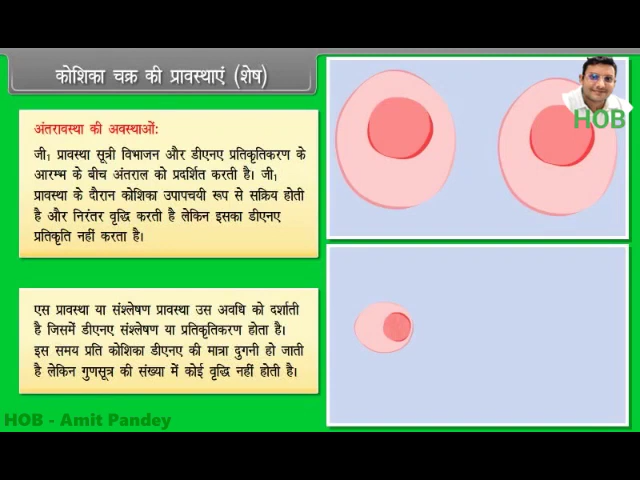 कोशिका चक्र की प्रावस्थाएं (शेष)
अंतरावस्था की अवस्थाओं:
जी₁ प्रावस्था सूत्री विभाजन और डीएनए प्रतिकृतिकरण के
आरम्भ के बीच अंतराल को प्रदर्शित करती है। जी₁
प्रावस्था के दौरान कोशिका उपापचयी रूप से सक्रिय होती
है और निरंतर वृद्धि करती है लेकिन इसका डीएनए
प्रतिकृति नहीं करता है।
एस प्रावस्था या संश्लेषण प्रावस्था उस अवधि को दर्शाती
है जिसमें डीएनए संश्लेषण या प्रतिकृतिकरण होता है।
इस समय प्रति कोशिका डीएनए की मात्रा दुगनी हो जाती
है लेकिन गुणसूत्र की संख्या में कोई वृद्धि नहीं होती है।
HOB
HOB - Amit Pandey